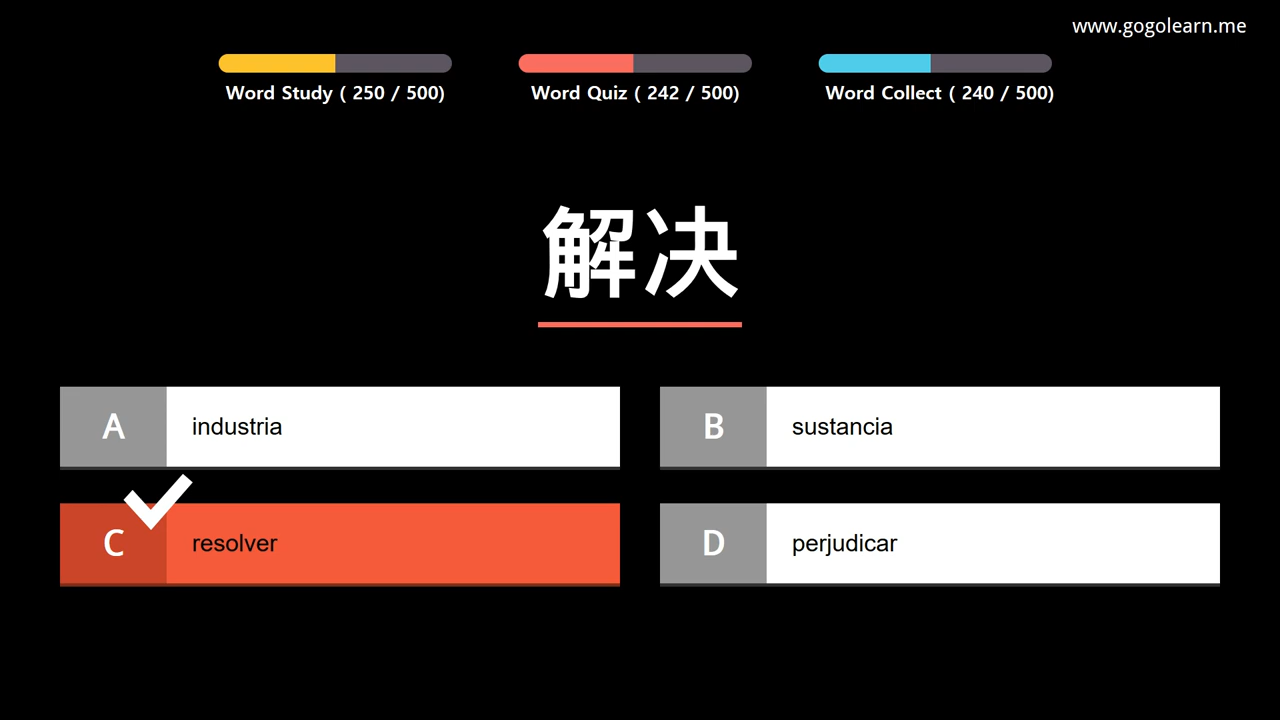 www.gogolearn.me
Word Study ( 250 / 500)
Word Quiz ( 242 / 500)
Word Collect ( 240 / 500)
解决
A industria
B sustancia
C resolver
D perjudicar